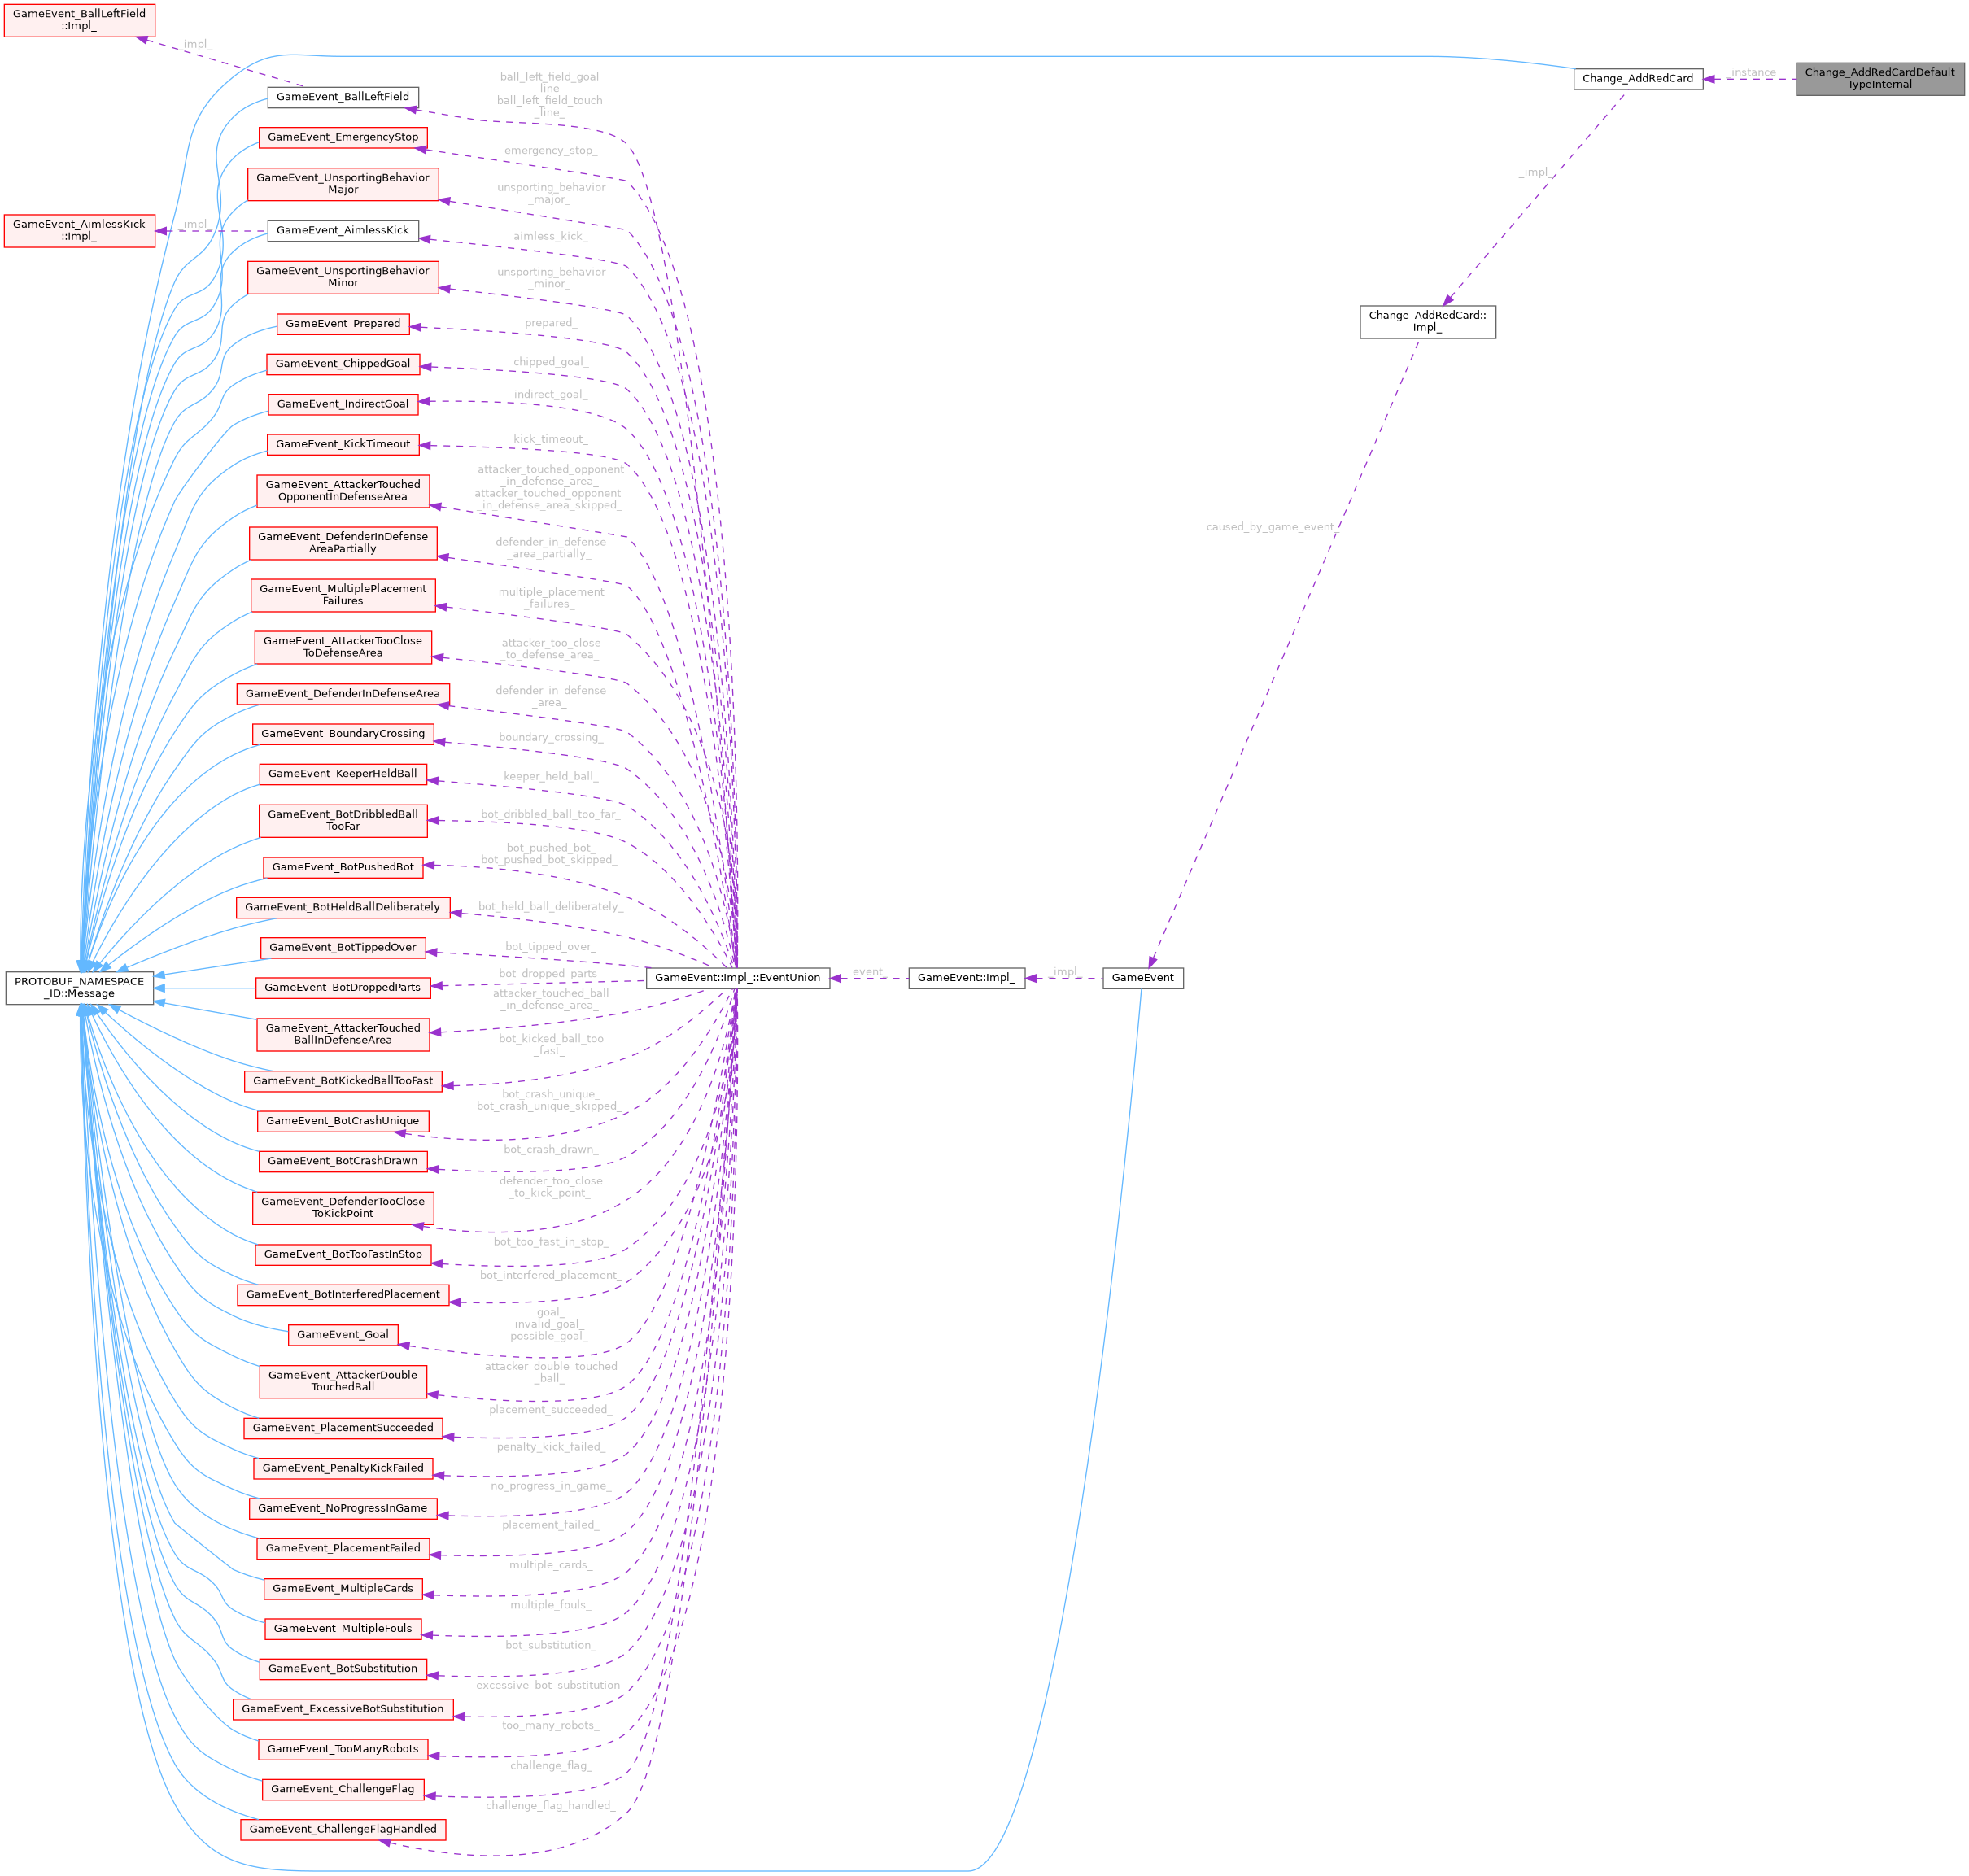 GameEvent_BallLeftField
::Impl_
_impl_
GameEvent_BallLeftField
ball_left_field_goal
_line_
ball_left_field_touch
_line_
Change_AddRedCard
_instance
Change_AddRedCardDefault
TypeInternal
GameEvent_EmergencyStop
emergency_stop_
GameEvent_UnsportingBehavior
Major
unsporting_behavior
_major_
_impl_
GameEvent_AimlessKick
::Impl_
_impl_
GameEvent_AimlessKick
aimless_kick_
GameEvent_UnsportingBehavior
Minor
unsporting_behavior
_minor_
GameEvent_Prepared
prepared_
Change_AddRedCard::
Impl_
GameEvent_ChippedGoal
chipped_goal_
GameEvent_IndirectGoal
indirect_goal_
GameEvent_KickTimeout
kick_timeout_
GameEvent_AttackerTouched
OpponentInDefenseArea
attacker_touched_opponent
_in_defense_area_
attacker_touched_opponent
_in_defense_area_skipped_
caused_by_game_event_
GameEvent_DefenderInDefense
AreaPartially
defender_in_defense
_area_partially_
GameEvent_MultiplePlacement
Failures
multiple_placement
_failures_
GameEvent_AttackerTooClose
ToDefenseArea
attacker_too_close
_to_defense_area_
GameEvent_DefenderInDefenseArea
defender_in_defense
_area_
GameEvent_BoundaryCrossing
boundary_crossing_
GameEvent_KeeperHeldBall
keeper_held_ball_
GameEvent_BotDribbledBall
TooFar
bot_dribbled_ball_too_far_
GameEvent_BotPushedBot
bot_pushed_bot_
bot_pushed_bot_skipped_
GameEvent_BotHeldBallDeliberately
bot_held_ball_deliberately_
GameEvent_BotTippedOver
bot_tipped_over_
PROTOBUF_NAMESPACE
_ID::Message
GameEvent_BotDroppedParts
bot_dropped_parts_
GameEvent::Impl_::EventUnion
event_
GameEvent::Impl_
_impl_
GameEvent
GameEvent_AttackerTouched
BallInDefenseArea
attacker_touched_ball
_in_defense_area_
GameEvent_BotKickedBallTooFast
bot_kicked_ball_too
_fast_
GameEvent_BotCrashUnique
bot_crash_unique_
bot_crash_unique_skipped_
GameEvent_BotCrashDrawn
bot_crash_drawn_
GameEvent_DefenderTooClose
ToKickPoint
defender_too_close
_to_kick_point_
GameEvent_BotTooFastInStop
bot_too_fast_in_stop_
GameEvent_BotInterferedPlacement
bot_interfered_placement_
GameEvent_Goal
goal_
invalid_goal_
possible_goal_
GameEvent_AttackerDouble
TouchedBall
attacker_double_touched
_ball_
GameEvent_PlacementSucceeded
placement_succeeded_
GameEvent_PenaltyKickFailed
penalty_kick_failed_
GameEvent_NoProgressInGame
no_progress_in_game_
GameEvent_PlacementFailed
placement_failed_
GameEvent_MultipleCards
multiple_cards_
GameEvent_MultipleFouls
multiple_fouls_
GameEvent_BotSubstitution
bot_substitution_
GameEvent_ExcessiveBotSubstitution
excessive_bot_substitution_
GameEvent_TooManyRobots
too_many_robots_
GameEvent_ChallengeFlag
challenge_flag_
GameEvent_ChallengeFlagHandled
challenge_flag_handled_